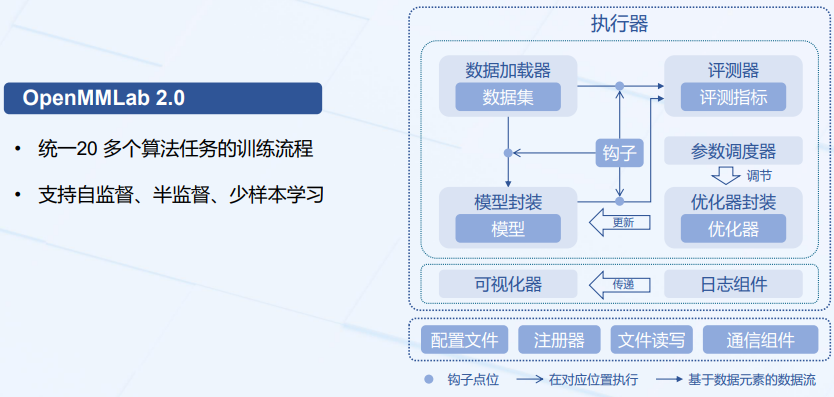 OpenMMLab 2.0
• 统一20 多个算法任务的训练流程
• 支持自监督、半监督、少样本学习
执行器
数据加载器
数据集
评测器
评测指标
钩子
参数调度器
调节
模型封装
模型
更新
优化器封装
优化器
可视化器
传递
日志组件
配置文件
注册器
文件读写
通信组件
钩子点位
在对应位置执行
基于数据元素的数据流